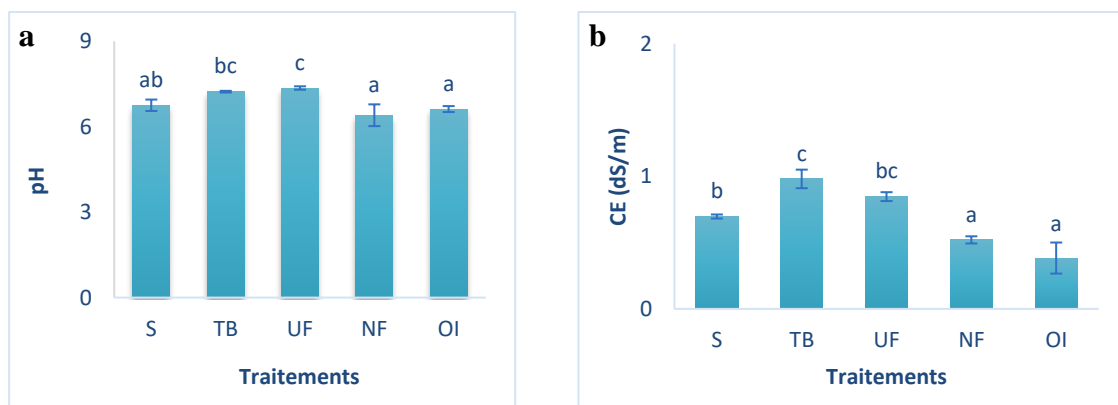 a
pH
9
6
3
0
ab
bc
c
a
a
S TB UF NF OI
Traitements
b
CE (dS/m)
2
1
0
b
c
bc
a
a
S TB UF NF OI
Traitements